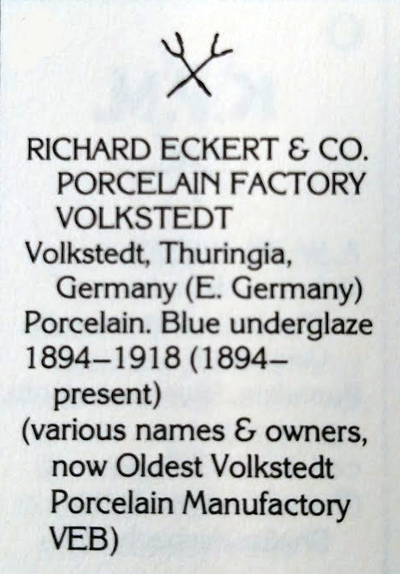 RICHARD ECKERT & CO.
PORCELAIN FACTORY
VOLKSTEDT
Volkstedt, Thuringia,
Germany (E. Germany)
Porcelain. Blue underglaze
1894–1918 (1894–
present)
(various names & owners,
now Oldest Volkstedt
Porcelain Manufactory
VEB)